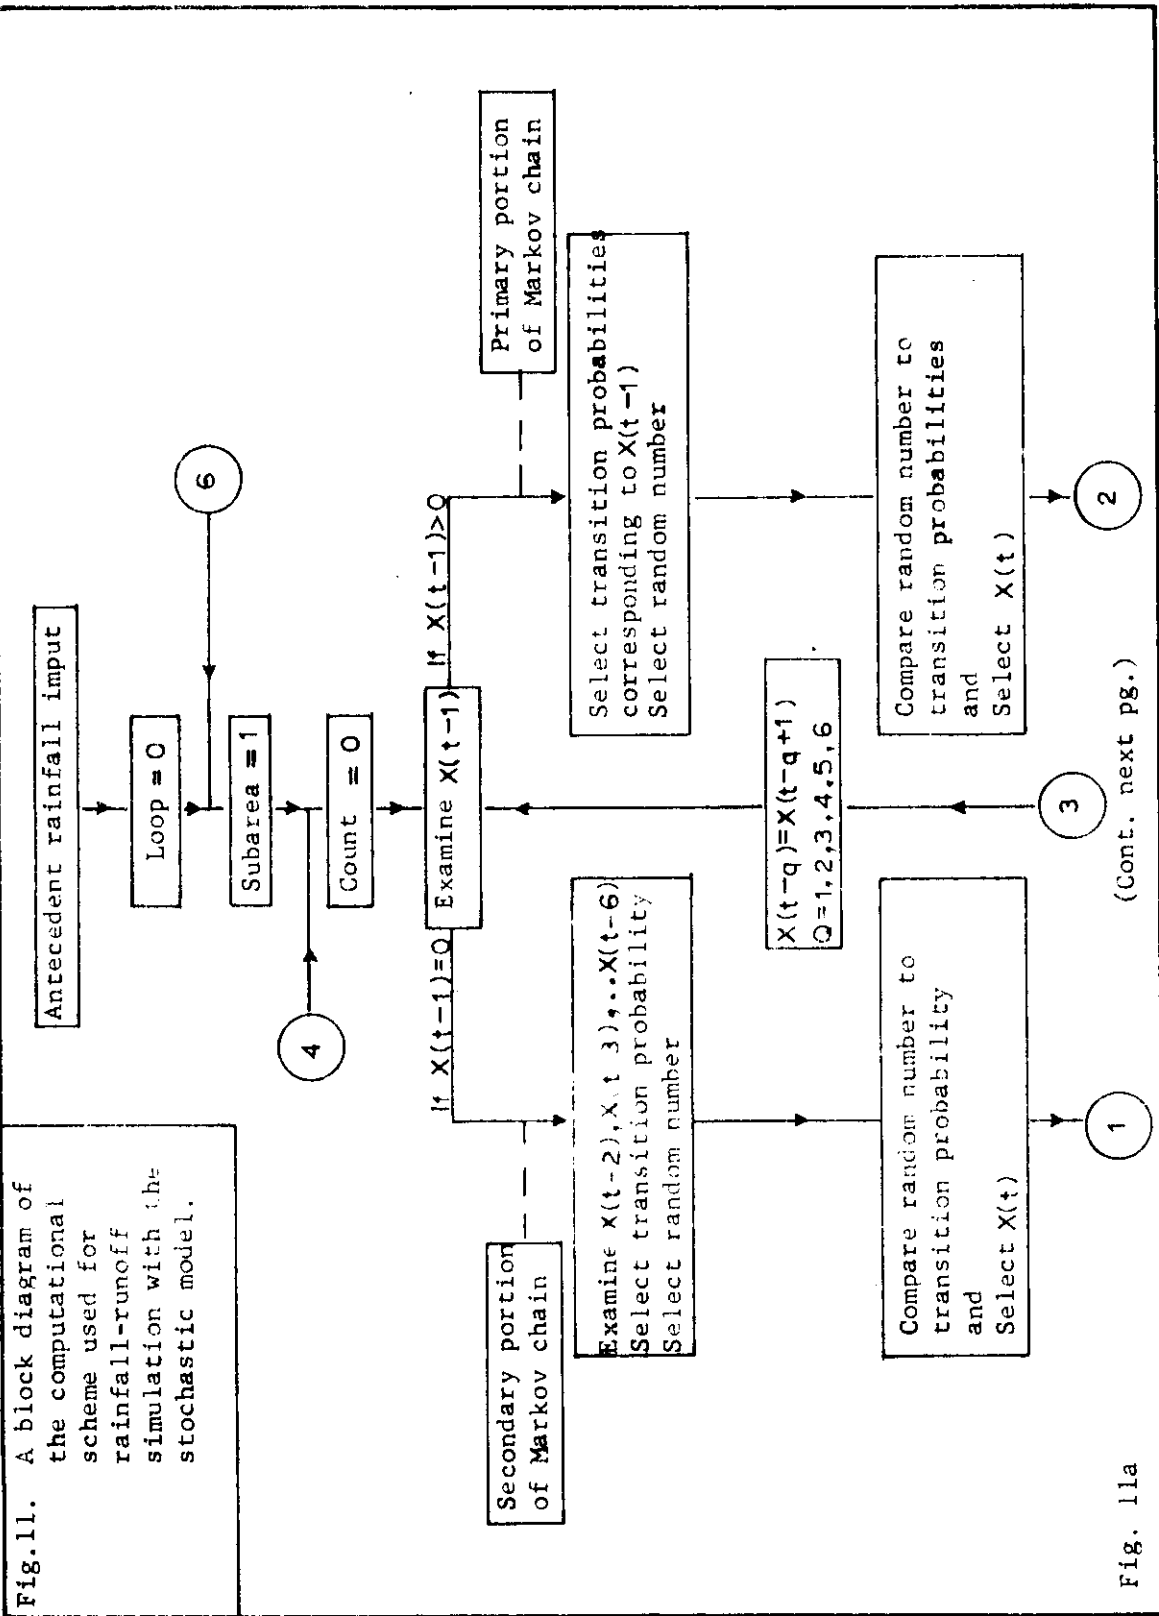 Fig.11. A block diagram of
the computational
scheme used for
rainfall-runoff
simulation with the
stochastic model.
Antecedent rainfall imput
Loop = 0
6
Subarea = 1
4
Count = 0
If X(t-1)=0
Examine X(t-1)
If X(t-1)>0
Secondary portion
of Markov chain
Primary portion
of Markov chain
Examine X(t-2),X(t 3),..X(t-6)
Select transition probability
Select random number
Select transition probabilities
corresponding to X(t-1)
Select random number
X(t-q)=X(t-q+1)
Q=1,2,3,4,5,6
Compare random number to
transition probability
and
Select X(t)
Compare random number to
transition probabilities
and
Select X(t)
1
3
2
Fig. 11a
(Cont. next pg.)